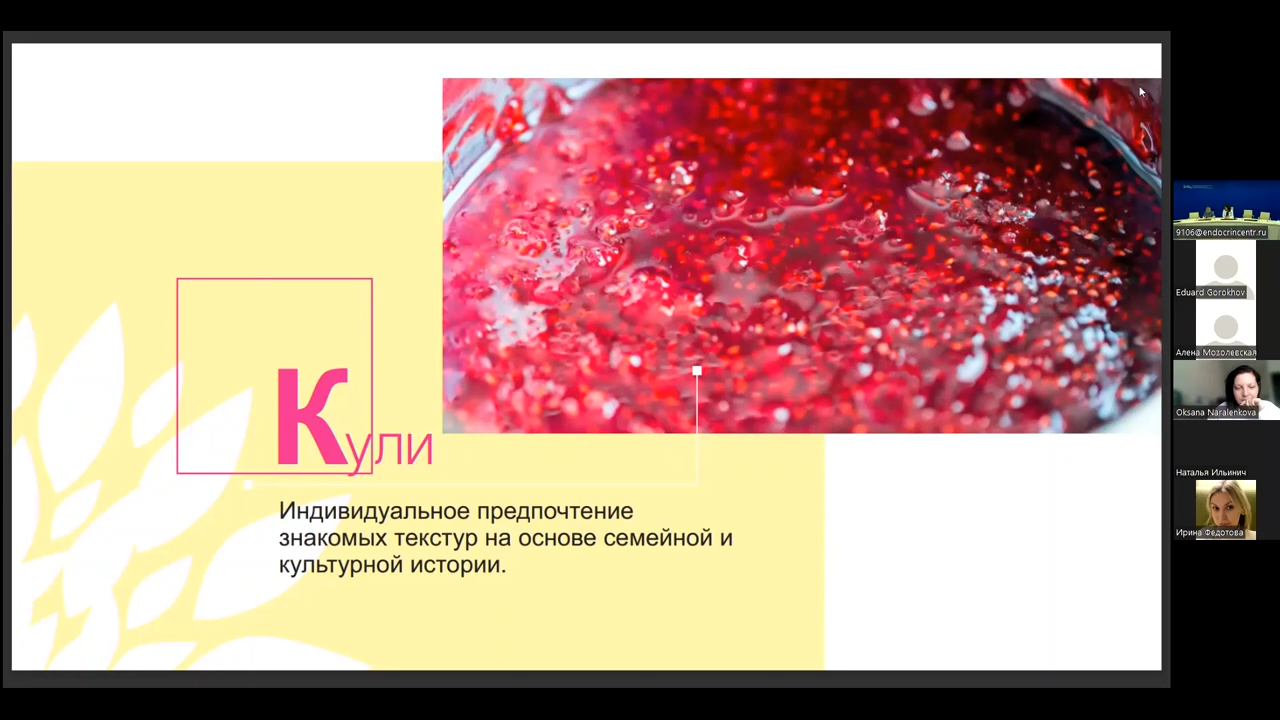 Кули
Индивидуальное предпочтение
знакомых текстур на основе семейной и
культурной истории.
9106@endocrincentr.ru
Eduard Gorokhov
Алена Мозолевская
Oksana Naralenkova
Наталья Ильинич
Ирина Федотова